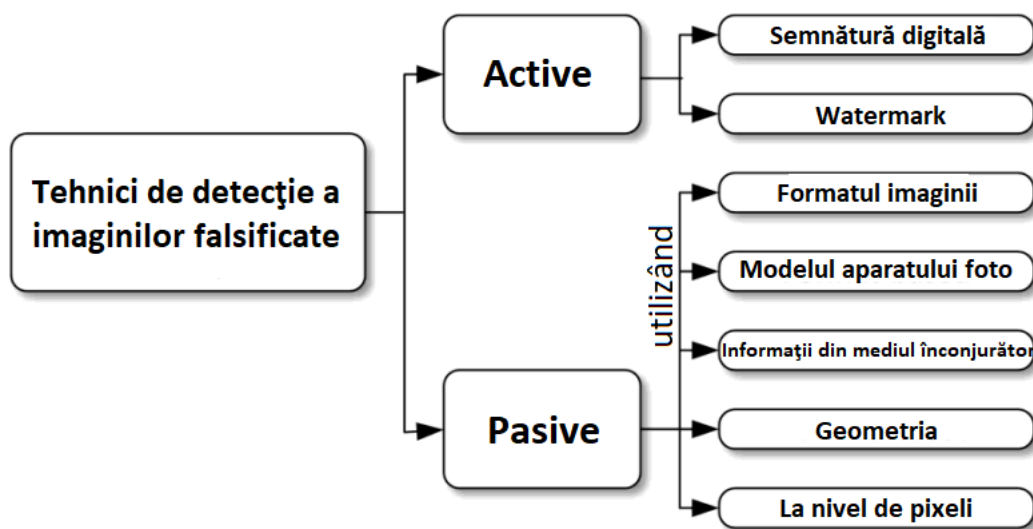 Tehnici de detecţie a
imaginilor falsificate
Active
Semnătură digitală
Watermark
Pasive
utilizând
Formatul imaginii
Modelul aparatului foto
Informaţii din mediul înconjurător
Geometria
La nivel de pixeli